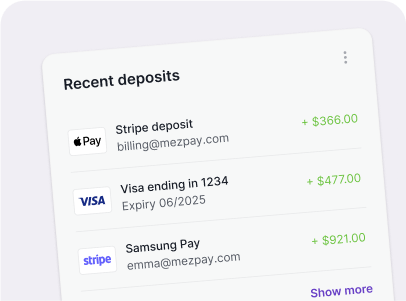 Recent deposits
Pay
Stripe deposit
billing@mezpay.com
+ $366.00
VISA
Visa ending in 1234
Expiry 06/2025
+ $477.00
stripe
Samsung Pay
emma@mezpay.com
+ $921.00
Show more